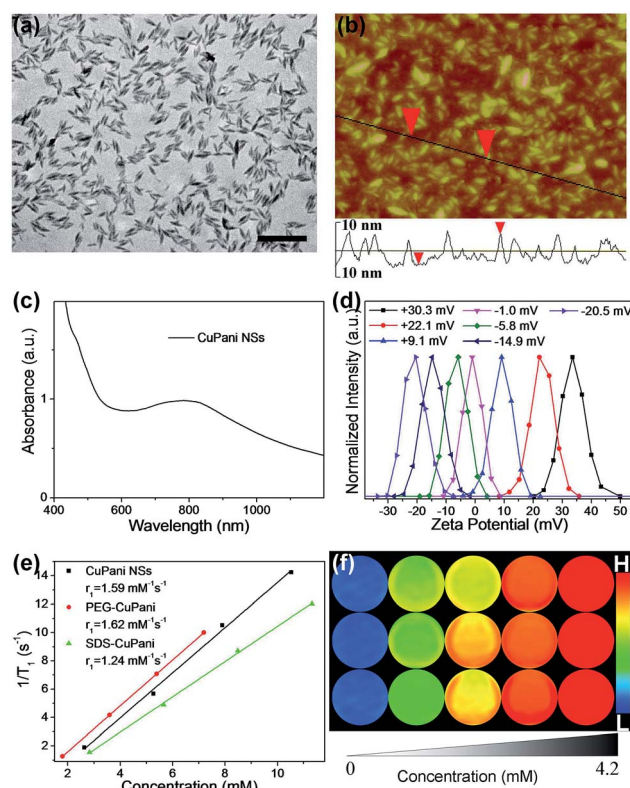 (a)
(b)
10 nm
10 nm
(c)
CuPani NSs
Absorbance (a.u.)
1
0
400 600 800 1000
Wavelength (nm)
(d)
+30.3 mV -1.0 mV -20.5 mV
+22.1 mV -5.8 mV
+9.1 mV -14.9 mV
Normalized Intensity (a.u.)
-30 -20 -10 0 10 20 30 40 50
Zeta Potential (mV)
(e)
CuPani NSs
r₁=1.59 mM⁻¹s⁻¹
PEG-CuPani
r₁=1.62 mM⁻¹s⁻¹
SDS-CuPani
r₁=1.24 mM⁻¹s⁻¹
1/T₁ (s⁻¹)
14
12
10
8
6
4
2
2 4 6 8 10
Concentration (mM)
(f)
H
L
0 Concentration (mM) 4.2